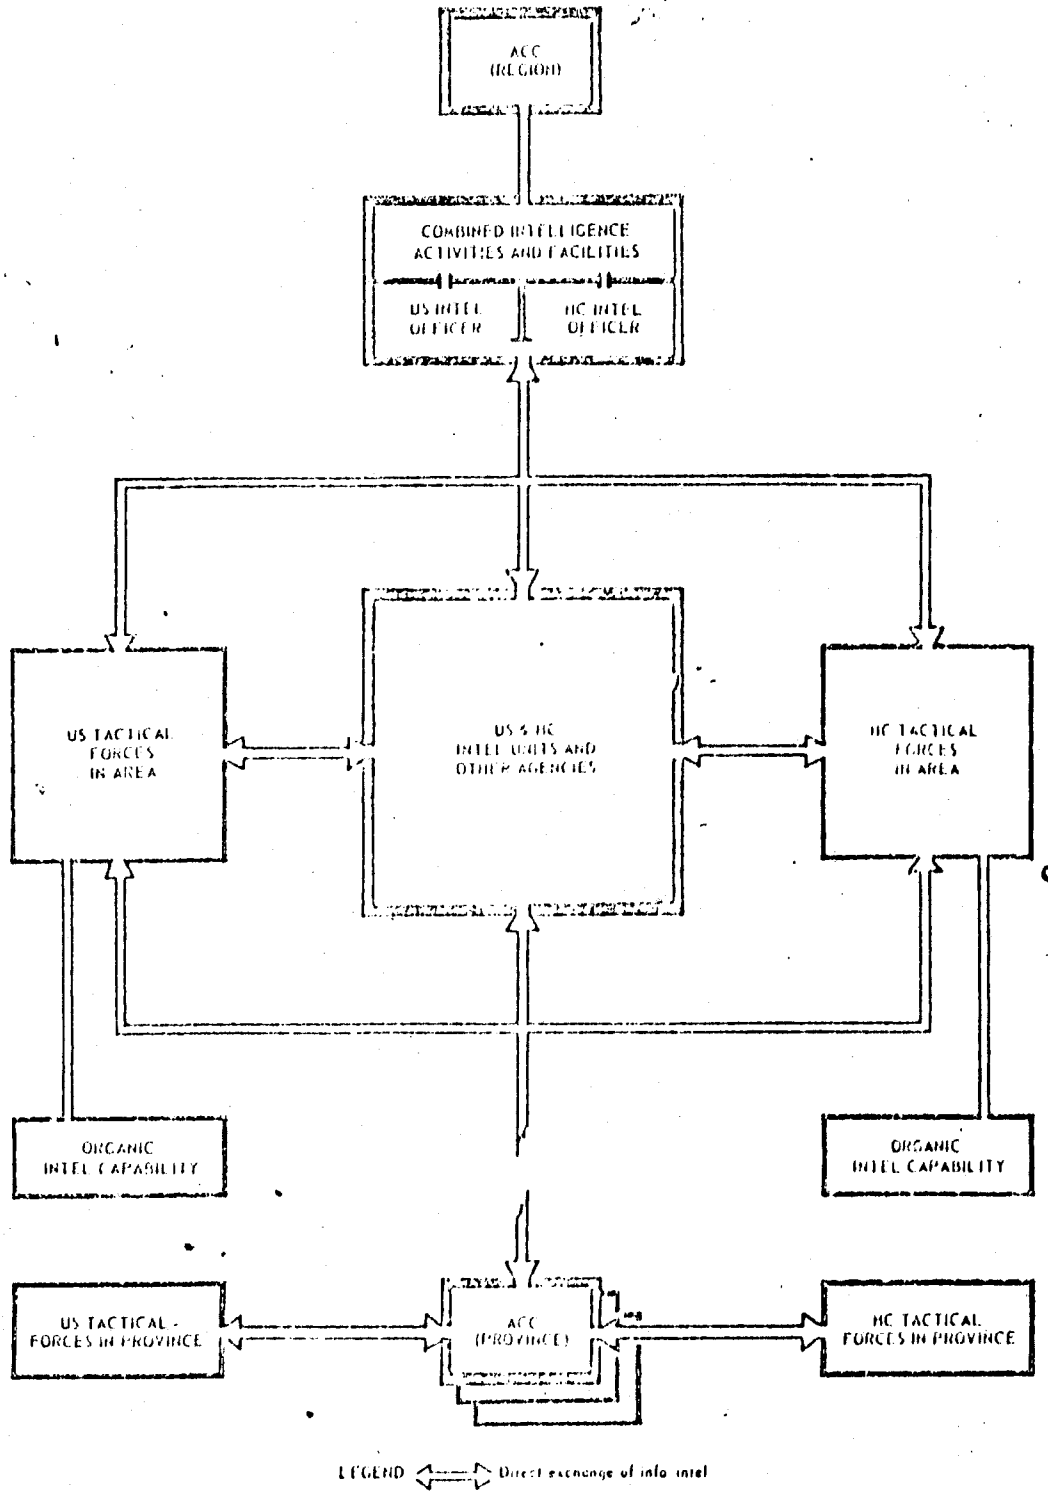 ACC
(REGION)
COMBINED INTELLIGENCE
ACTIVITIES AND FACILITIES
US INTEL
OFFICER
HC INTEL
OFFICER
US TACTICAL
FORCES
IN AREA
US & HC
INTEL UNITS AND
OTHER AGENCIES
HC TACTICAL
FORCES
IN AREA
ORGANIC
INTEL CAPABILITY
ORGANIC
INTEL CAPABILITY
US TACTICAL
FORCES IN PROVINCE
ACC
(PROVINCE)
HC TACTICAL
FORCES IN PROVINCE
LEGEND Direct exchange of info intel